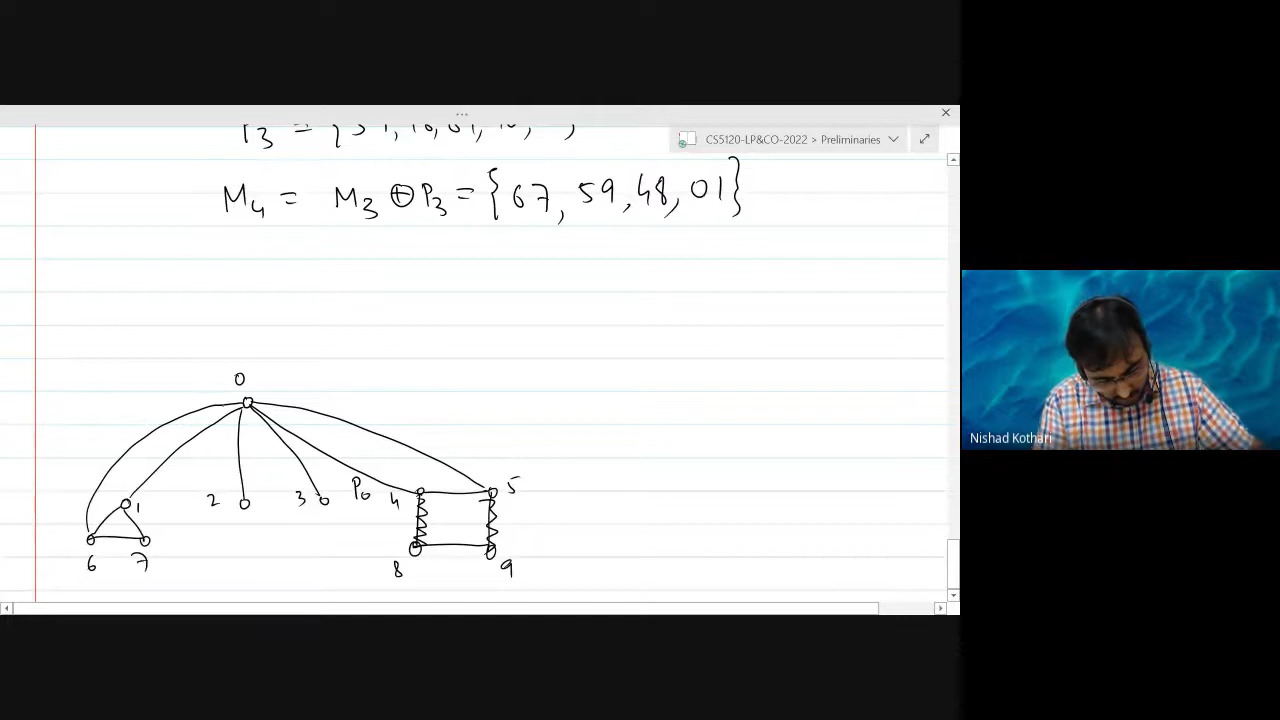 CS5120-LP&CO-2022 > Preliminaries
M₄ = M₃ ⊕ P₃ = {67, 59, 48, 01}
0
1 2 3 P₀ 4 5
6 7 8 9
Nishad Kothari